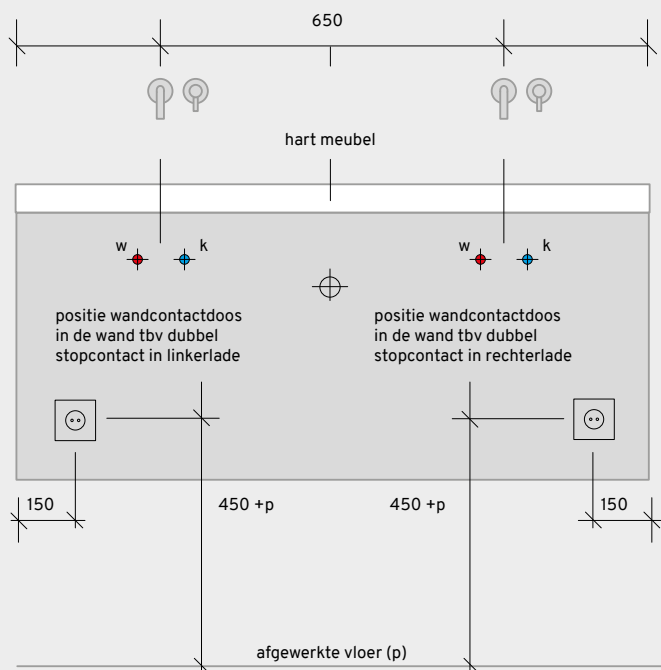 650
hart meubel
w k w k
positie wandcontactdoos
in de wand tbv dubbel
stopcontact in linkerlade
positie wandcontactdoos
in de wand tbv dubbel
stopcontact in rechterlade
150 450 +p 450 +p 150
afgewerkte vloer (p)